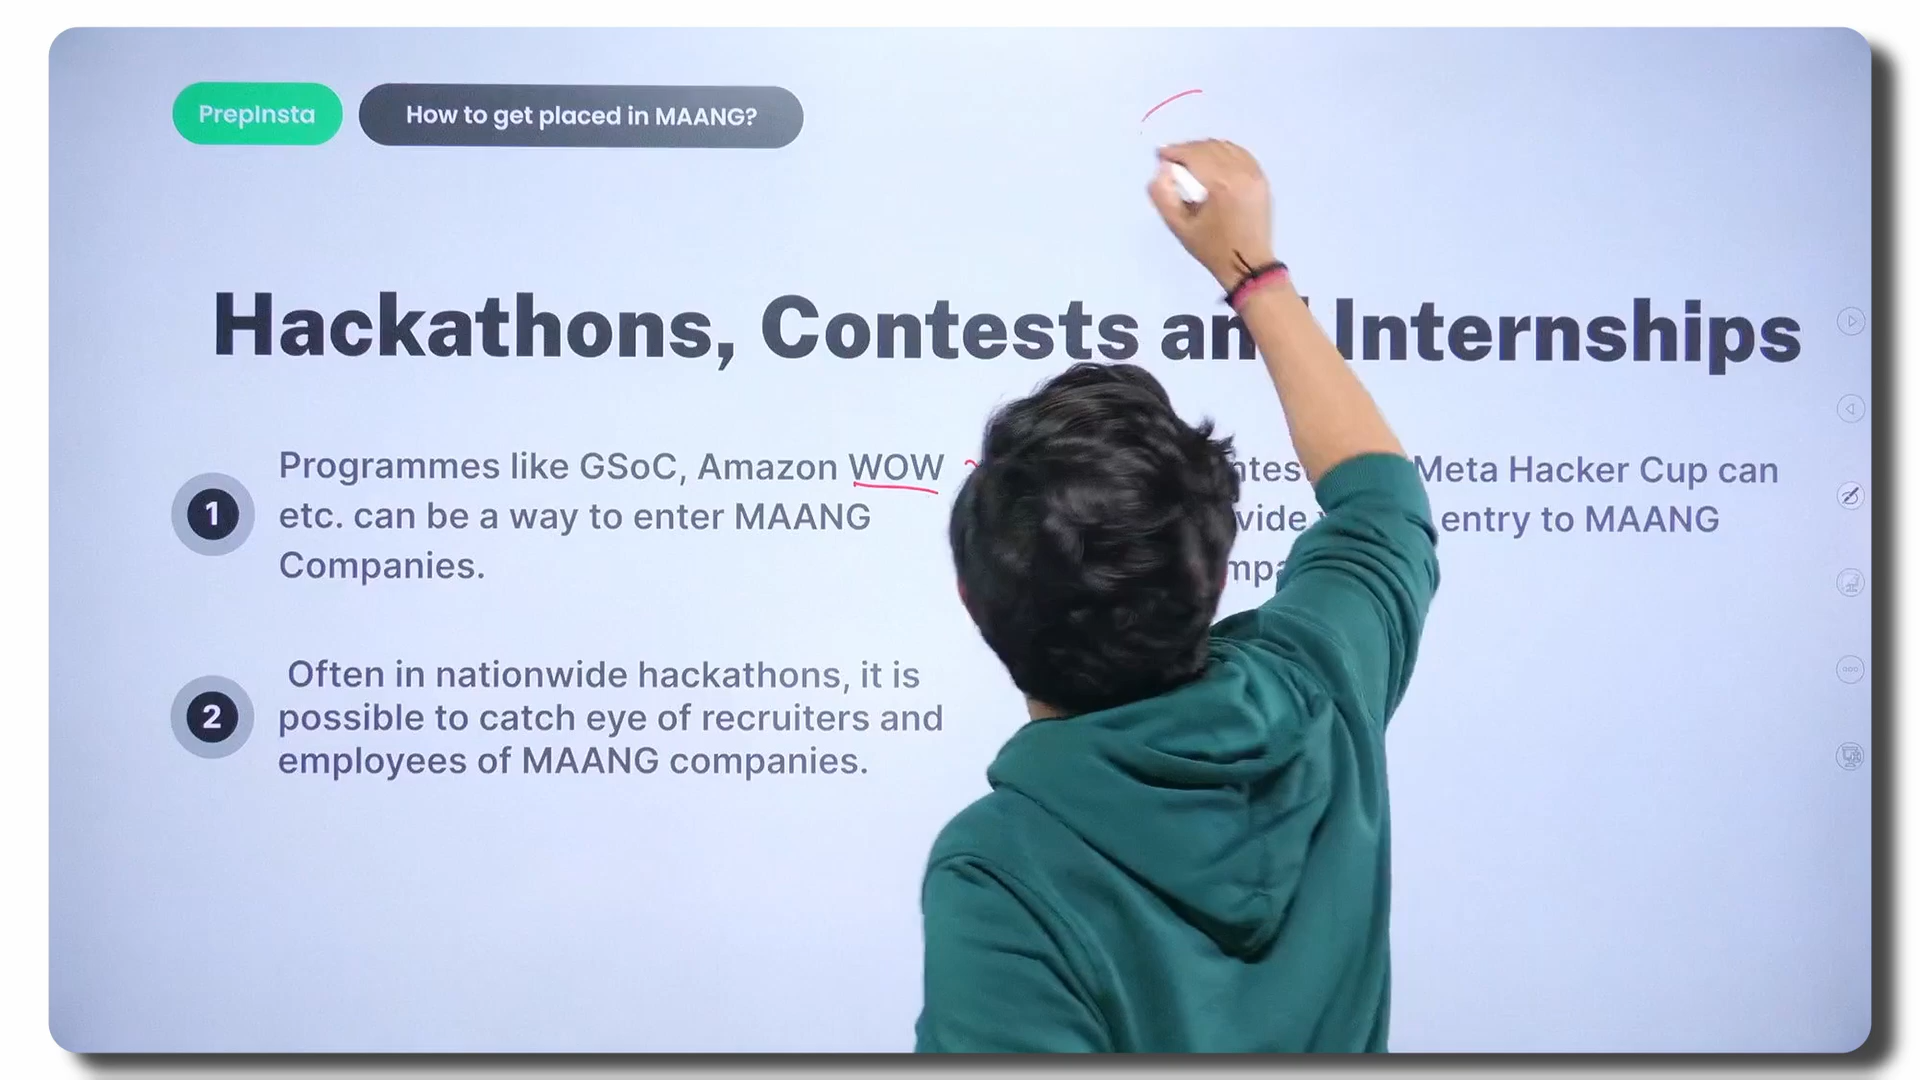 PrepInsta
How to get placed in MAANG?
Hackathons, Contests Internships
1
Programmes like GSoC, Amazon WOW
etc. can be a way to enter MAANG
Companies.
2
Often in nationwide hackathons, it is
possible to catch eye of recruiters and
employees of MAANG companies.
Meta Hacker Cup can
entry to MAANG